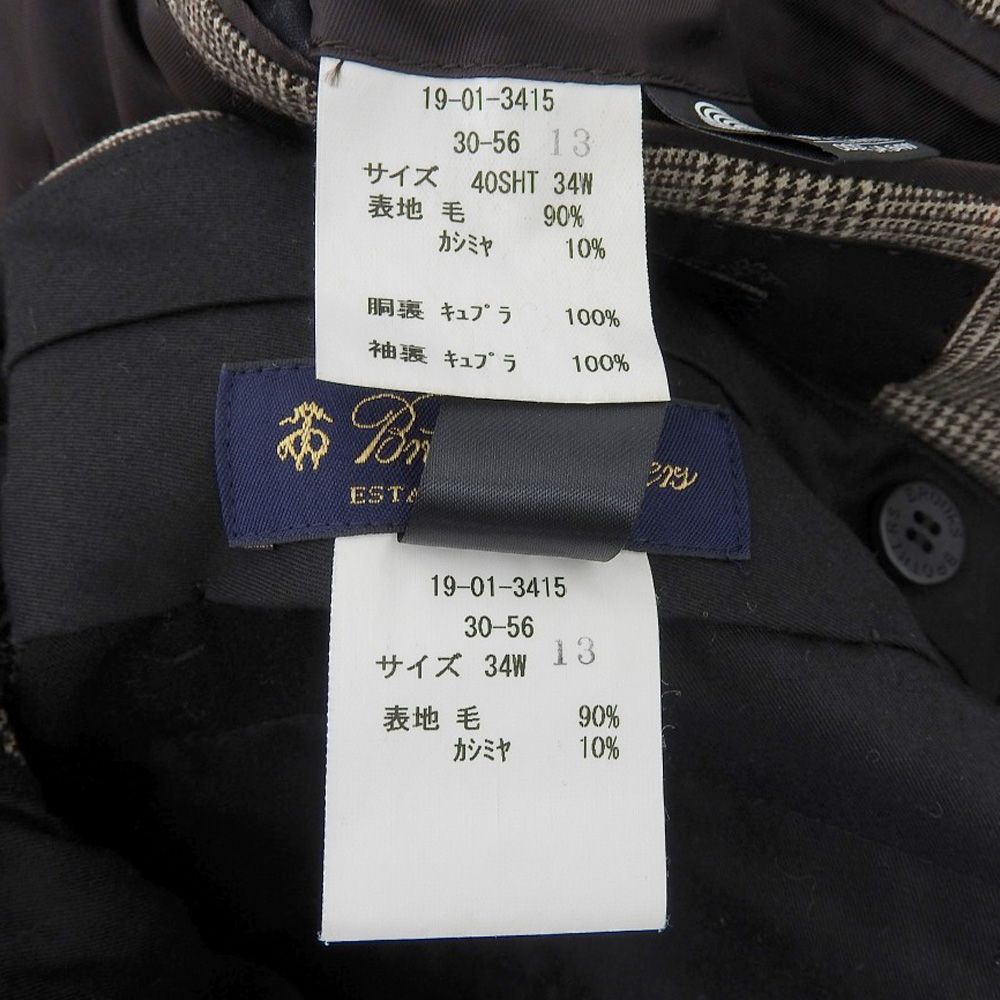 19-01-3415
30-56 13
サイズ 40SHT 34W
表地 毛 90%
カシミヤ 10%
胴裏 キュプラ 100%
袖裏 キュプラ 100%
19-01-3415
30-56
サイズ 34W 13
表地 毛 90%
カシミヤ 10%
BROOKS
BROTHERS